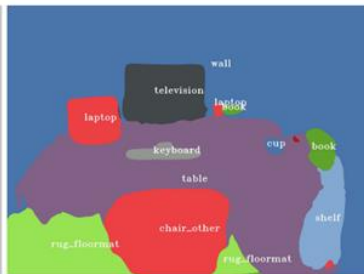 wall
television
laptop
book
laptop
keyboard
cup
book
table
shelf
chair_other
rug_floormat
rug_floormat